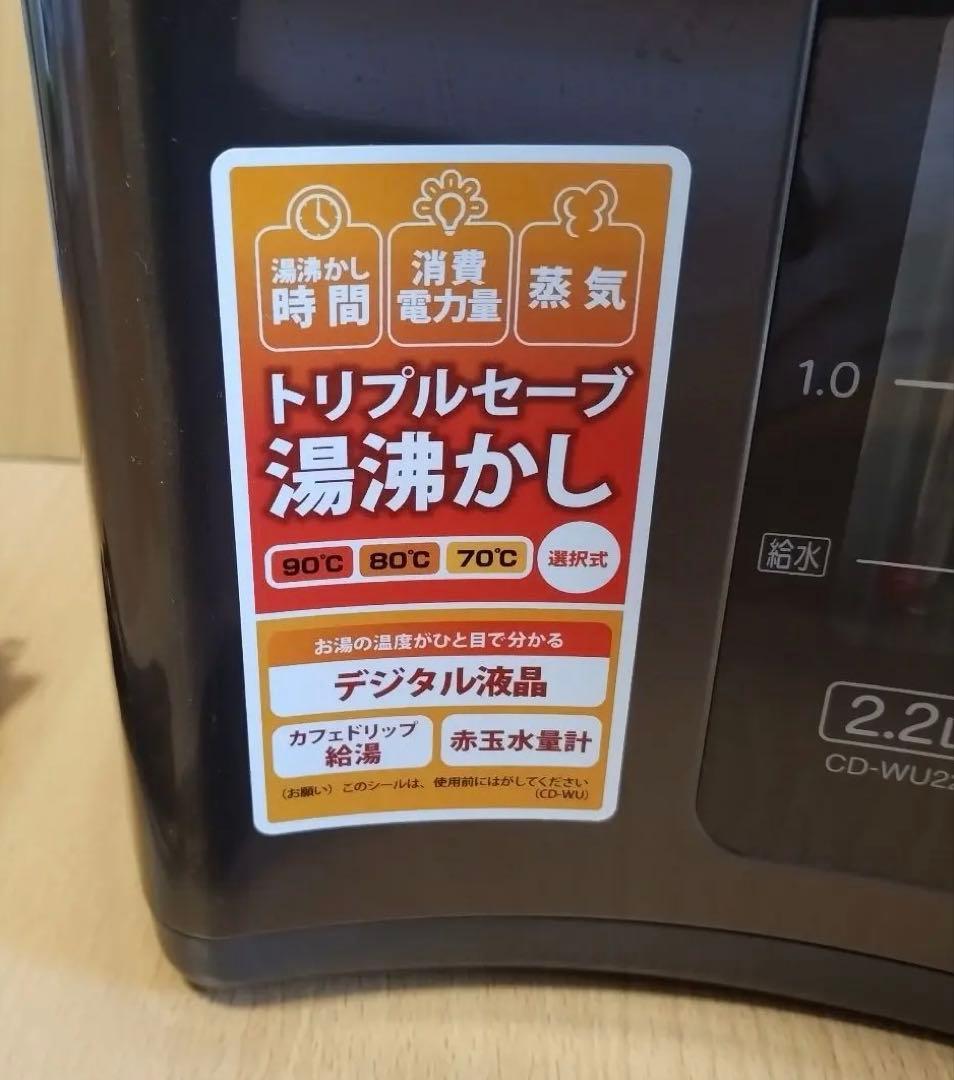 湯沸かし
時間
消費
電力量
蒸気
トリプルセーブ
湯沸かし
90℃ 80℃ 70℃ 選択式
お湯の温度がひと目で分かる
デジタル液晶
カフェドリップ
給湯
赤玉水量計
(お願い) このシールは、使用前にはがしてください
(CD-WU)
1.0
給水
2.2L
CD-WU22